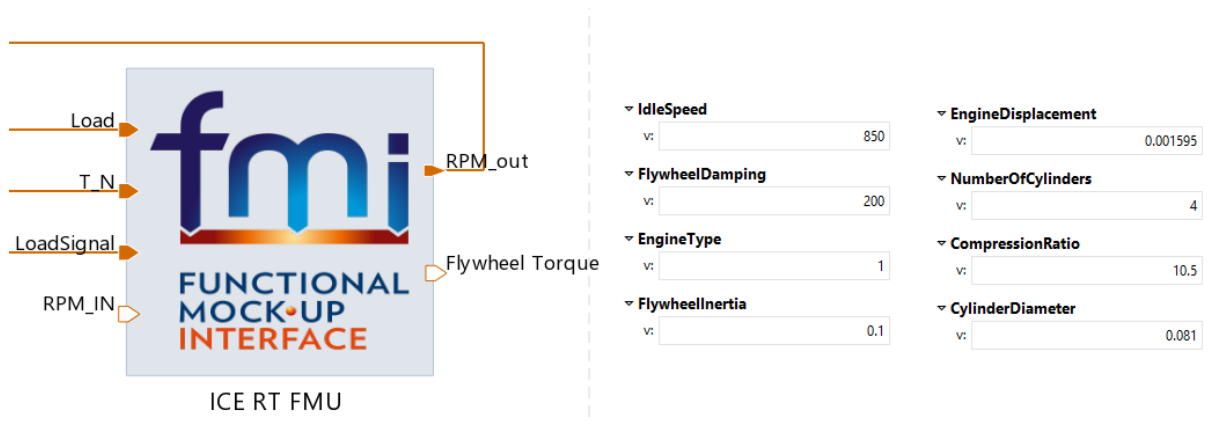 Load
T_N
LoadSignal
RPM_IN
fmi
FUNCTIONAL
MOCK-UP
INTERFACE
RPM_out
Flywheel Torque
ICE RT FMU
IdleSpeed
v: 850
FlywheelDamping
v: 200
EngineType
v: 1
FlywheelInertia
v: 0.1
EngineDisplacement
v: 0.001595
NumberOfCylinders
v: 4
CompressionRatio
v: 10.5
CylinderDiameter
v: 0.081